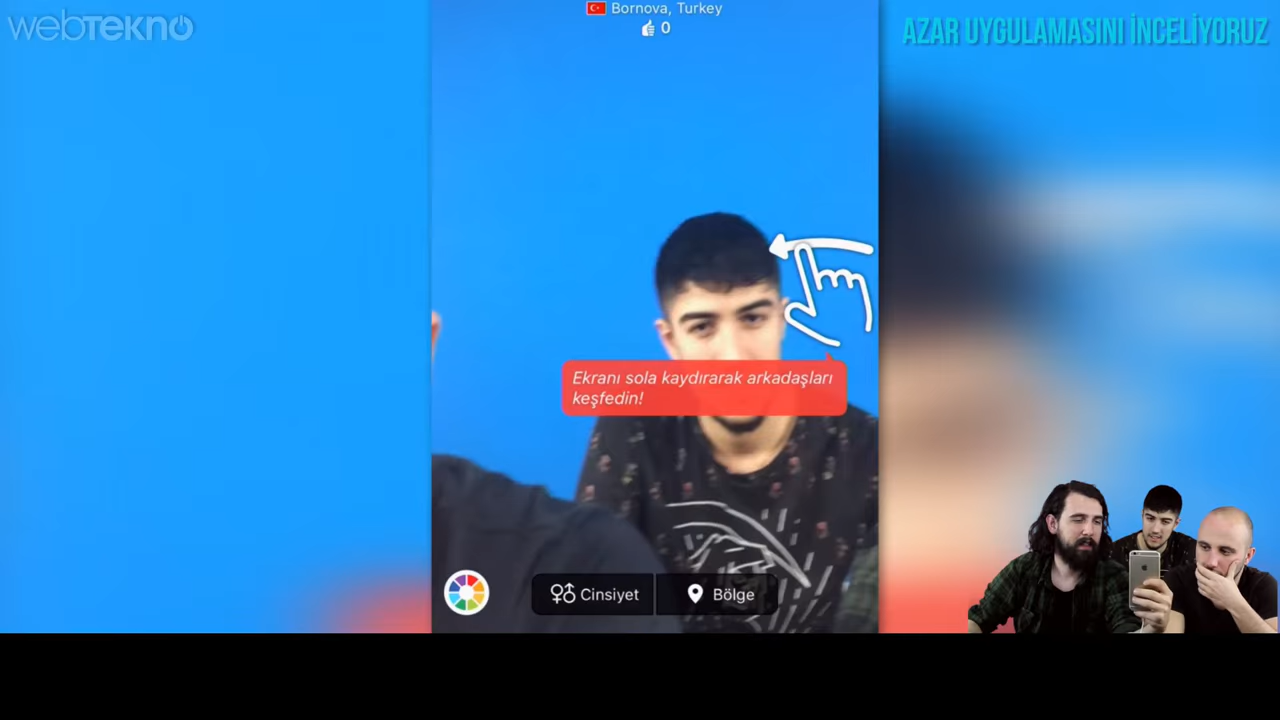 webtekno
Bornova, Turkey
0
AZAR UYGULAMASINI İNCELİYORUZ
Ekranı sola kaydırarak arkadaşları
keşfedin!
Cinsiyet
Bölge